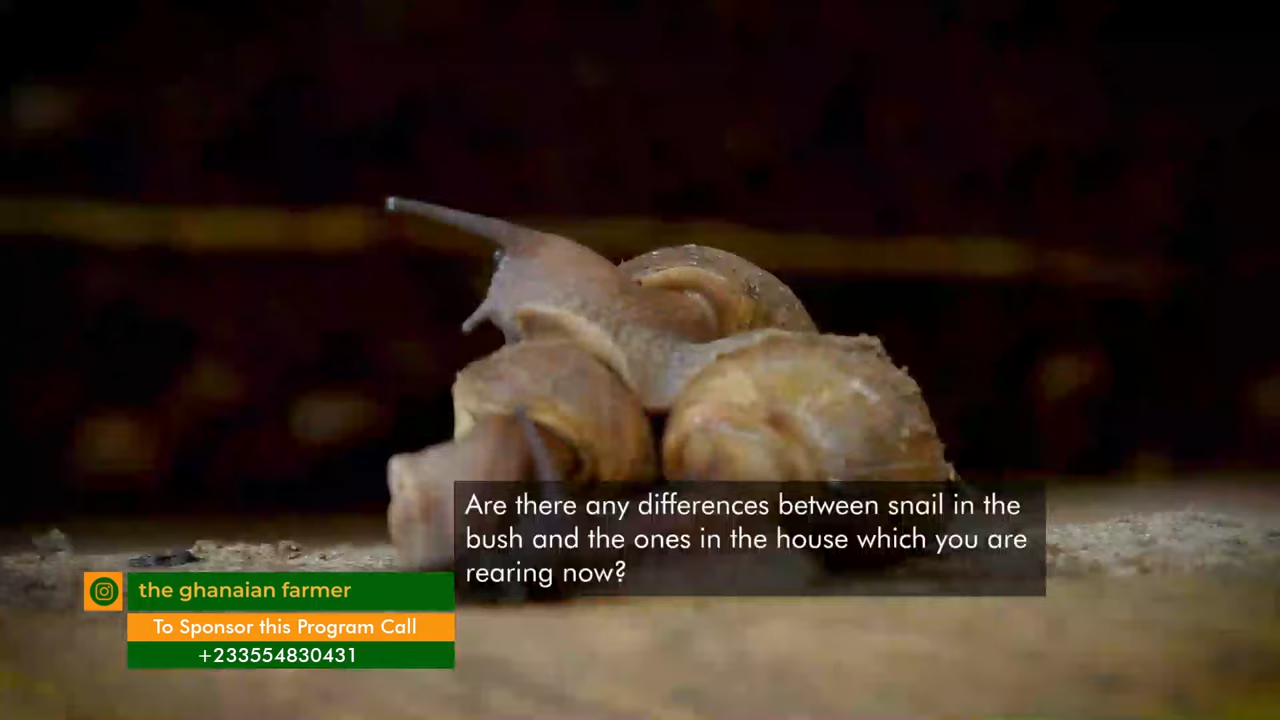 Are there any differences between snail in the
bush and the ones in the house which you are
rearing now?
the ghanaian farmer
To Sponsor this Program Call
+233554830431